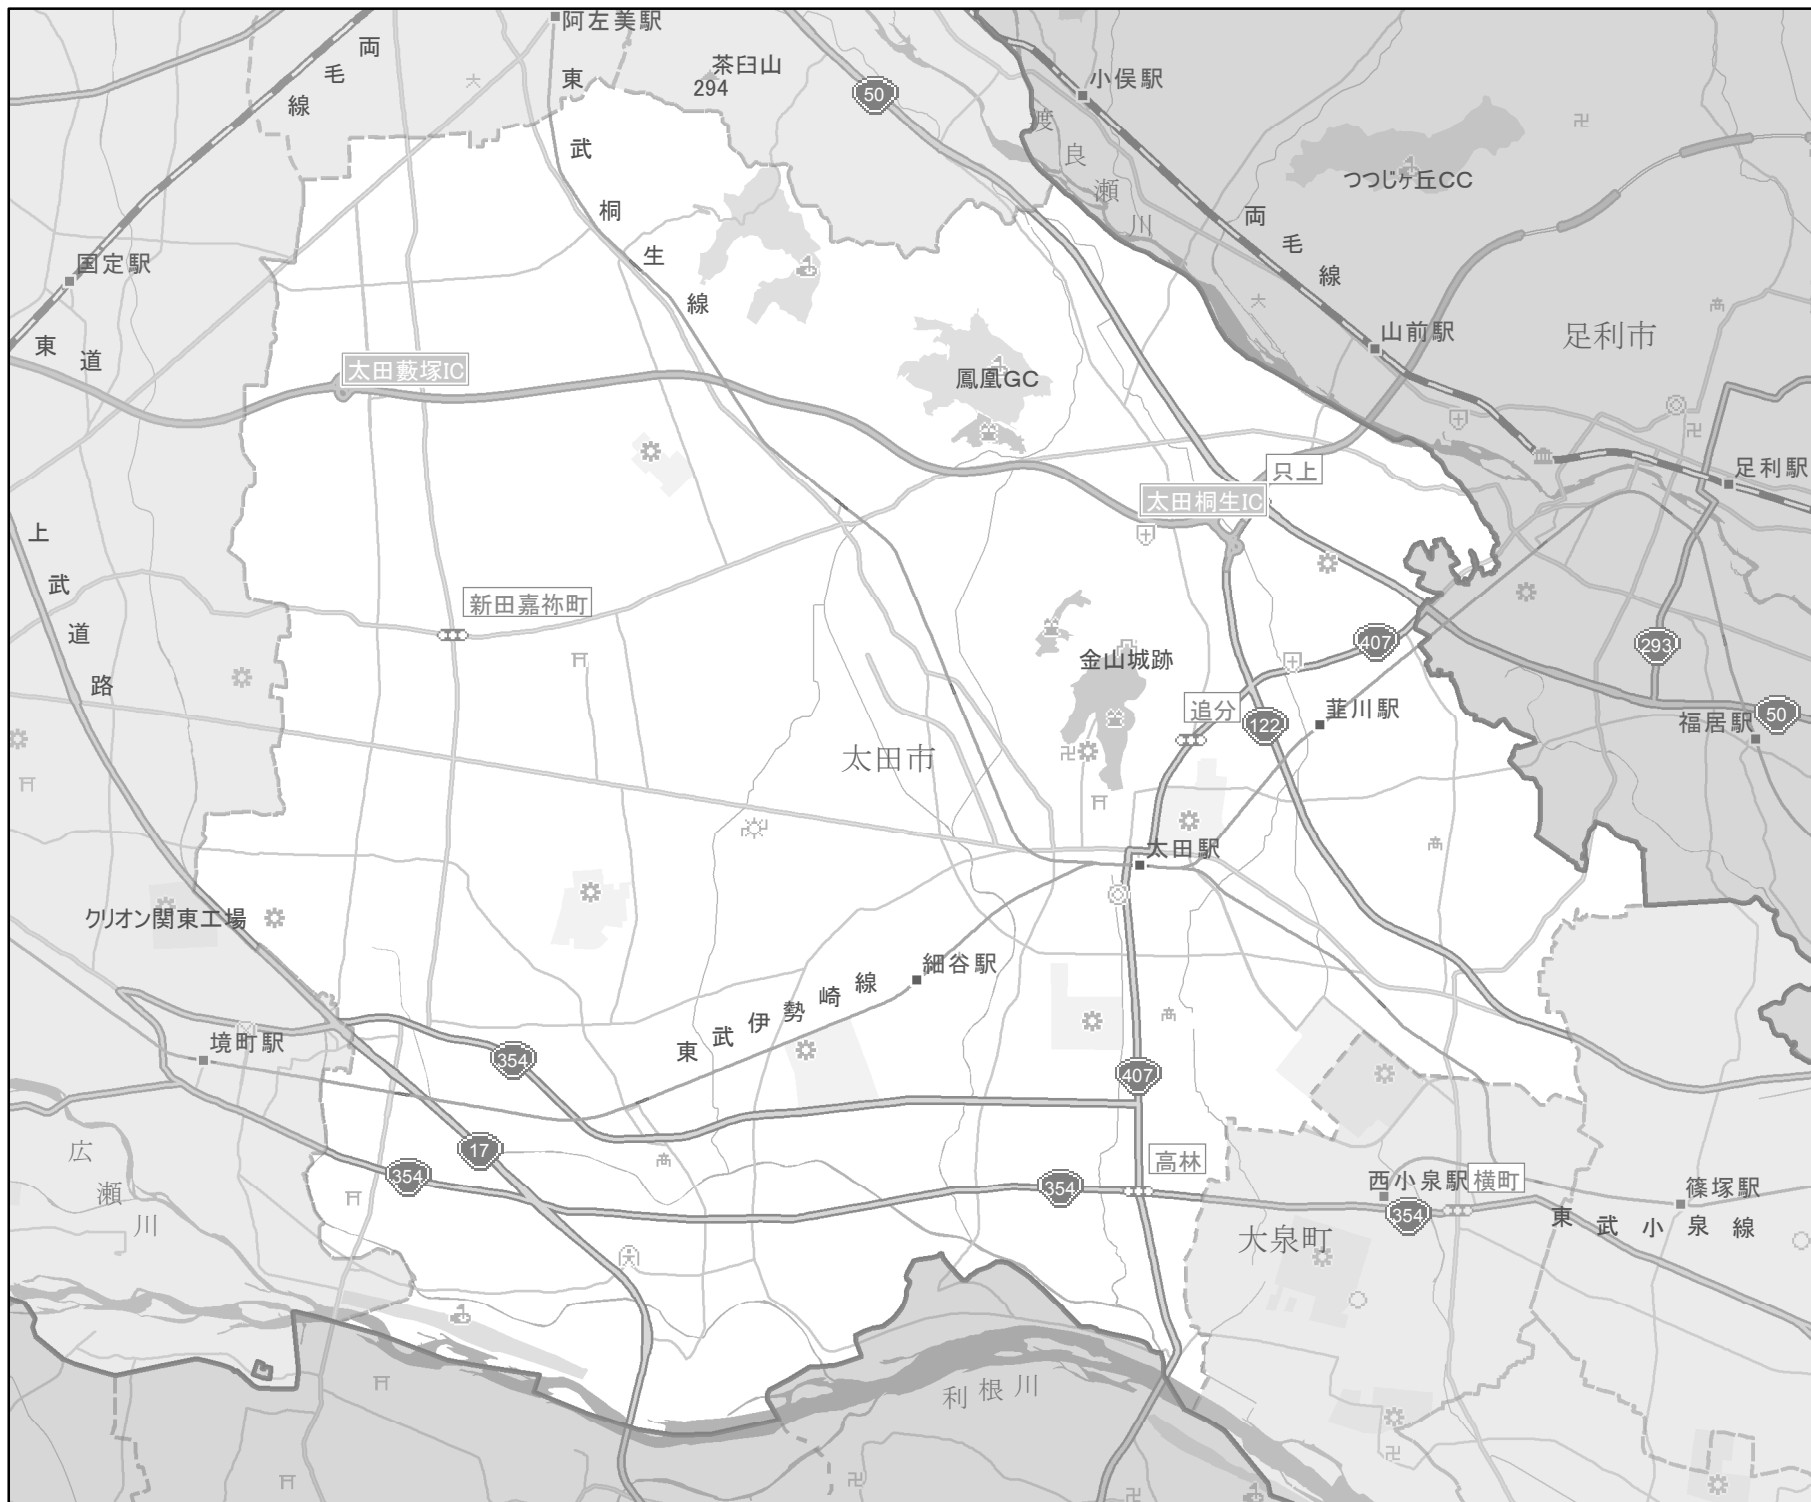 阿左美駅
両毛線
東武桐生線
茶臼山
294
50
小俣駅
渡良瀬川
つつじヶ丘CC
両毛線
国定駅
東道
山前駅
足利市
太田藪塚IC
鳳凰GC
只上
足利駅
太田桐生IC
上武道路
新田嘉祢町
407
293
金山城跡
追分
122
韮川駅
福居駅
50
太田市
太田駅
クリオン関東工場
細谷駅
東武伊勢崎線
境町駅
354
407
広瀬川
17
354
高林
354
西小泉駅
横町
354
篠塚駅
東武小泉線
大泉町
利根川